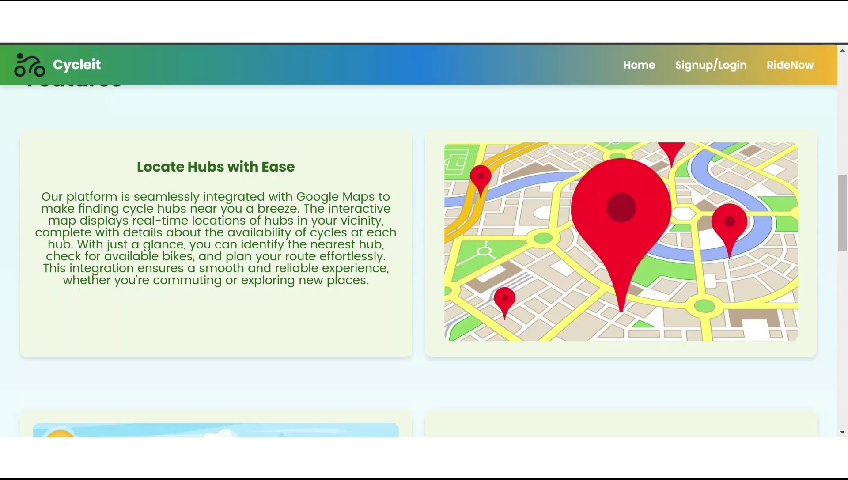 Cycleit
Home
Signup/Login
RideNow
Features
Locate Hubs with Ease
Our platform is seamlessly integrated with Google Maps to
make finding cycle hubs near you a breeze. The interactive
map displays real-time locations of hubs in your vicinity,
complete with details about the availability of cycles at each
hub. With just a glance, you can identify the nearest hub,
check for available bikes, and plan your route effortlessly.
This integration ensures a smooth and reliable experience,
whether you're commuting or exploring new places.